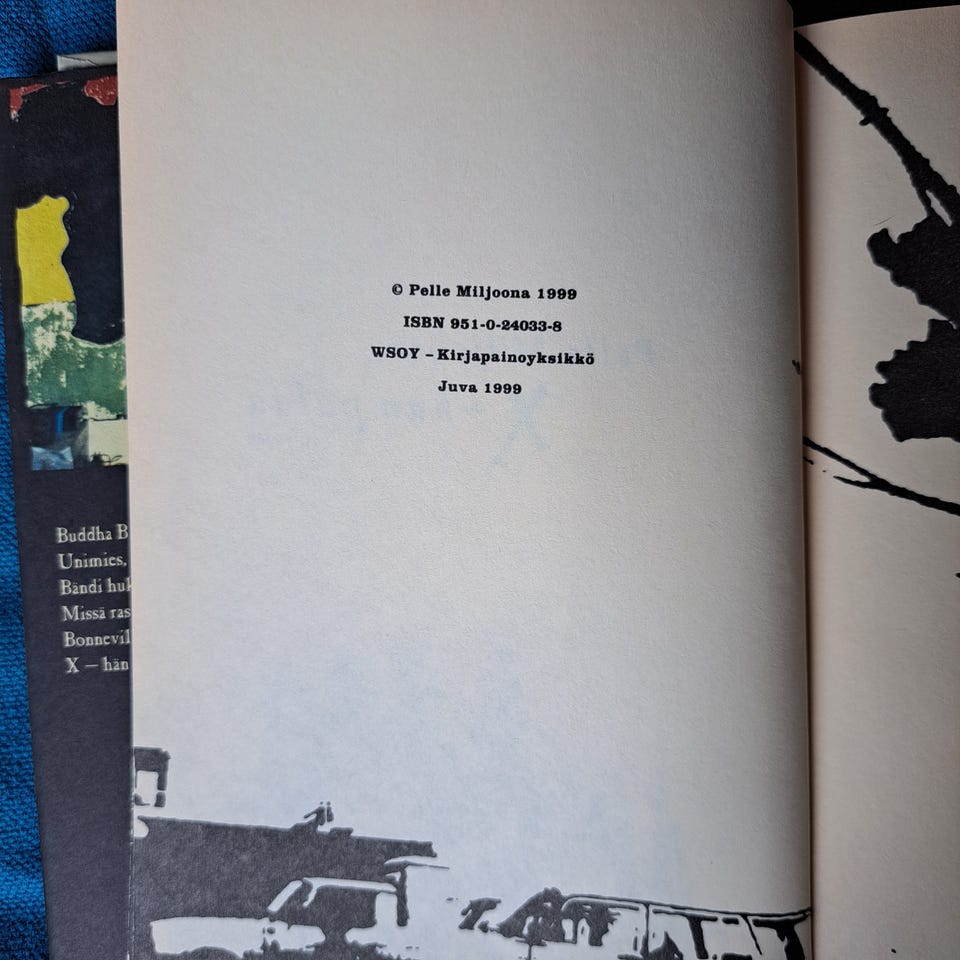 © Pelle Miljoona 1999
ISBN 951-0-24033-8
WSOY – Kirjapainoyksikkö
Juva 1999
Buddha B
Unimies,
Bändi huk
Missä ras
Bonnevil
X — hän